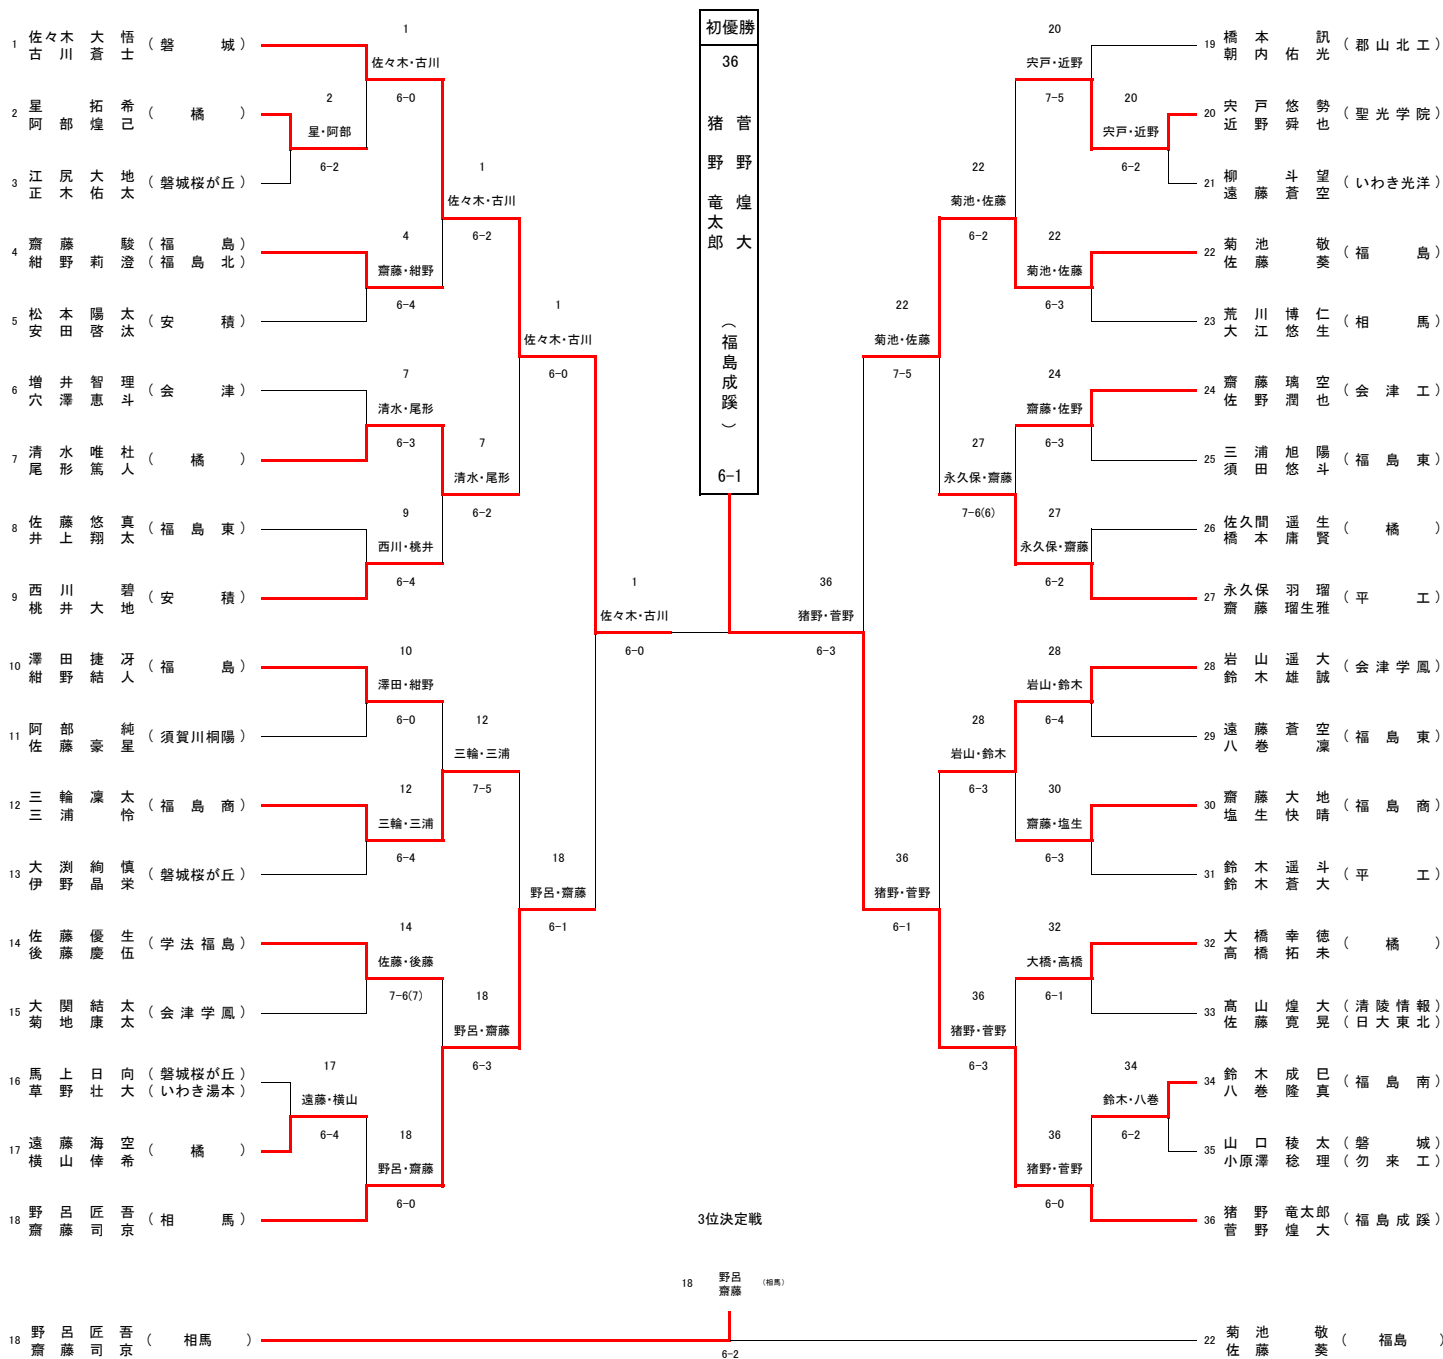 1 佐々木 大 悟 ( 磐 城 )
古 川 蒼 士
2 星 拓 希 ( 橘 )
阿 部 煌 己
3 江 尻 大 地 ( 磐城桜が丘 )
正 木 佑 太
4 齋 藤 駿 ( 福 島 )
紺 野 莉 澄 ( 福 島 北 )
5 松 本 陽 太 ( 安 積 )
安 田 啓 汰
6 増 井 智 理 ( 会 津 )
穴 澤 恵 斗
7 清 水 唯 杜 ( 橘 )
尾 形 篤 人
8 佐 藤 悠 真 ( 福 島 東 )
井 上 翔 太
9 西 川 碧 ( 安 積 )
桃 井 大 地
10 澤 田 捷 冴 ( 福 島 )
紺 野 結 人
11 阿 部 純 ( 須賀川桐陽 )
佐 藤 豪 星
12 三 輪 凜 太 ( 福 島 商 )
三 浦 怜
13 大 渕 絢 慎 ( 磐城桜が丘 )
伊 野 晶 栄
14 佐 藤 優 生 ( 学 法 福 島 )
後 藤 慶 伍
15 大 関 結 太 ( 会 津 学 鳳 )
菊 地 康 太
16 馬 上 日 向 ( 磐城桜が丘 )
草 野 壮 大 ( いわき湯本 )
17 遠 藤 海 空 ( 橘 )
横 山 倖 希
18 野 呂 匠 吾 ( 相 馬 )
齋 藤 司 京
2
星・阿部
6-2
17
遠藤・横山
6-4
1
佐々木・古川
6-0
4
齋藤・紺野
6-4
7
清水・尾形
6-3
9
西川・桃井
6-4
10
澤田・紺野
6-0
12
三輪・三浦
6-4
14
佐藤・後藤
7-6(7)
18
野呂・齋藤
6-0
1
佐々木・古川
6-2
7
清水・尾形
6-2
12
三輪・三浦
7-5
18
野呂・齋藤
6-3
1
佐々木・古川
6-0
18
野呂・齋藤
6-1
1
佐々木・古川
6-0
初優勝
36
猪野竜太郎
菅野煌大
(福島成蹊)
6-1
36
猪野・菅野
6-3
22
菊池・佐藤
7-5
36
猪野・菅野
6-1
22
菊池・佐藤
6-2
27
永久保・齋藤
7-6(6)
28
岩山・鈴木
6-3
36
猪野・菅野
6-3
20
宍戸・近野
7-5
22
菊池・佐藤
6-3
24
齋藤・佐野
6-3
27
永久保・齋藤
6-2
28
岩山・鈴木
6-4
30
齋藤・塩生
6-3
32
大橋・高橋
6-1
36
猪野・菅野
6-0
20
宍戸・近野
6-2
34
鈴木・八巻
6-2
19 橋 本 訊 ( 郡 山 北 工 )
朝 内 佑 光
20 宍 戸 悠 勢 ( 聖 光 学 院 )
近 野 舜 也
21 柳 斗 望 ( いわき光洋 )
遠 藤 蒼 空
22 菊 池 敬 ( 福 島 )
佐 藤 葵
23 荒 川 博 仁 ( 相 馬 )
大 江 悠 生
24 齋 藤 璃 空 ( 会 津 工 )
佐 野 潤 也
25 三 浦 旭 陽 ( 福 島 東 )
須 田 悠 斗
26 佐久間 遥 生 ( 橘 )
橋 本 庸 賢
27 永久保 羽 瑠 ( 平 工 )
齋 藤 瑠生雅
28 岩 山 遥 大 ( 会 津 学 鳳 )
鈴 木 雄 誠
29 遠 藤 蒼 空 ( 福 島 東 )
八 巻 凜
30 齋 藤 大 地 ( 福 島 商 )
塩 生 快 晴
31 鈴 木 遥 斗 ( 平 工 )
鈴 木 蒼 大
32 大 橋 幸 徳 ( 橘 )
高 橋 拓 未
33 髙 山 煌 大 ( 清 陵 情 報 )
佐 藤 寛 晃 ( 日 大 東 北 )
34 鈴 木 成 巳 ( 福 島 南 )
八 巻 隆 真
35 山 口 稜 太 ( 磐 城 )
小原澤 稔 理 ( 勿 来 工 )
36 猪 野 竜太郎 ( 福 島 成 蹊 )
菅 野 煌 大
3位決定戦
18 野呂 (相馬)
齋藤
18 野 呂 匠 吾 ( 相馬 )
齋 藤 司 京
6-2
22 菊 池 敬 ( 福島 )
佐 藤 葵